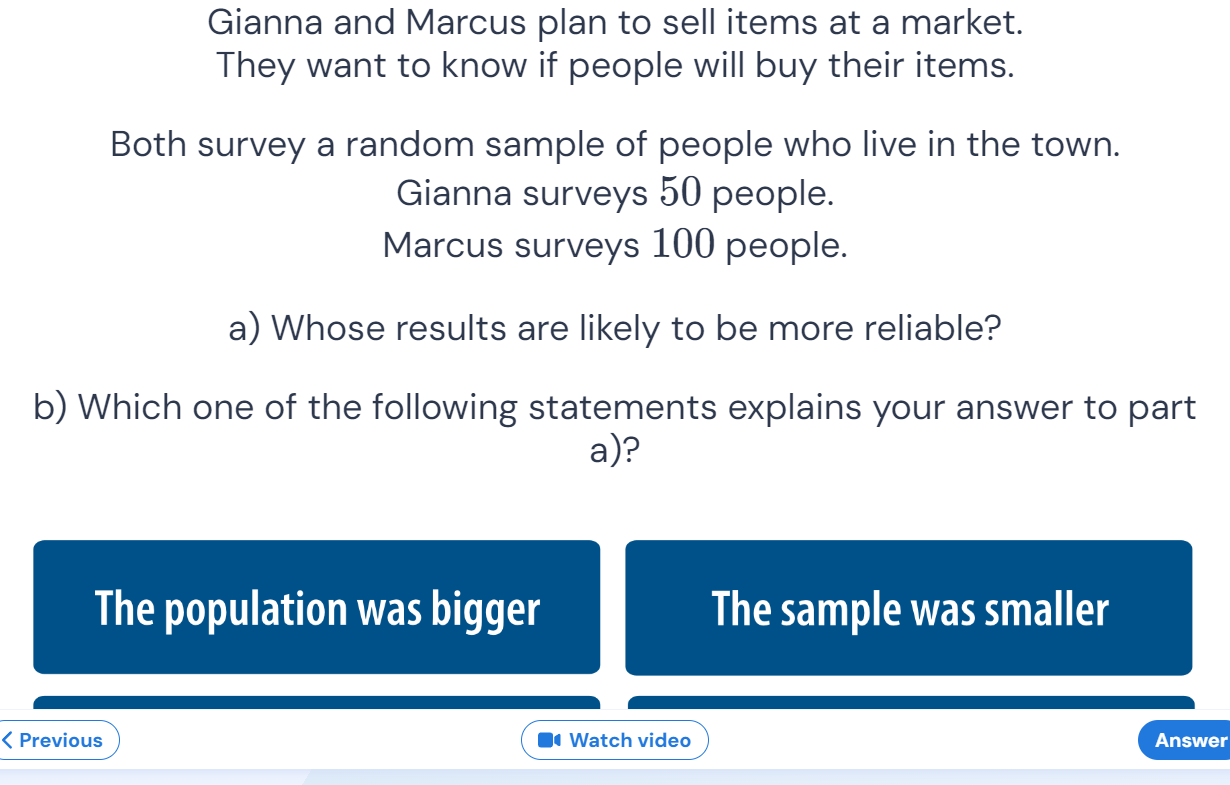 Gianna and Marcus plan to sell items at a market.
They want to know if people will buy their items.
Both survey a random sample of people who live in the town.
Gianna surveys 50 people.
Marcus surveys 100 people.
a) Whose results are likely to be more reliable?
b) Which one of the following statements explains your answer to part
a)?
The population was bigger
The sample was smaller
Previous
Watch video
Answer